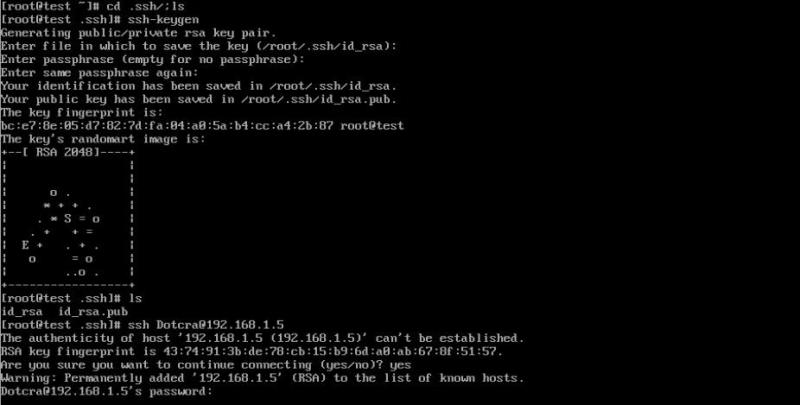 [root@test ~]# cd .ssh/;ls
[root@test .ssh]# ssh-keygen
Generating public/private rsa key pair.
Enter file in which to save the key (/root/.ssh/id_rsa):
Enter passphrase (empty for no passphrase):
Enter same passphrase again:
Your identification has been saved in /root/.ssh/id_rsa.
Your public key has been saved in /root/.ssh/id_rsa.pub.
The key fingerprint is:
bc:e7:8e:05:d7:82:7d:fa:04:a0:5a:b4:cc:a4:2b:87 root@test
The key's randomart image is:
+--[ RSA 2048]----+
|                 |
|                 |
|      o .        |
|     * + + .     |
|    . * S = o    |
|   . +   + =     |
|  E +   . + .    |
|   o     = o     |
|        ..o .    |
+-----------------+
[root@test .ssh]# ls
id_rsa  id_rsa.pub
[root@test .ssh]# ssh Dotcra@192.168.1.5
The authenticity of host '192.168.1.5 (192.168.1.5)' can't be established.
RSA key fingerprint is 43:74:91:3b:de:78:cb:15:b9:6d:a0:ab:67:8f:51:57.
Are you sure you want to continue connecting (yes/no)? yes
Warning: Permanently added '192.168.1.5' (RSA) to the list of known hosts.
Dotcra@192.168.1.5's password: